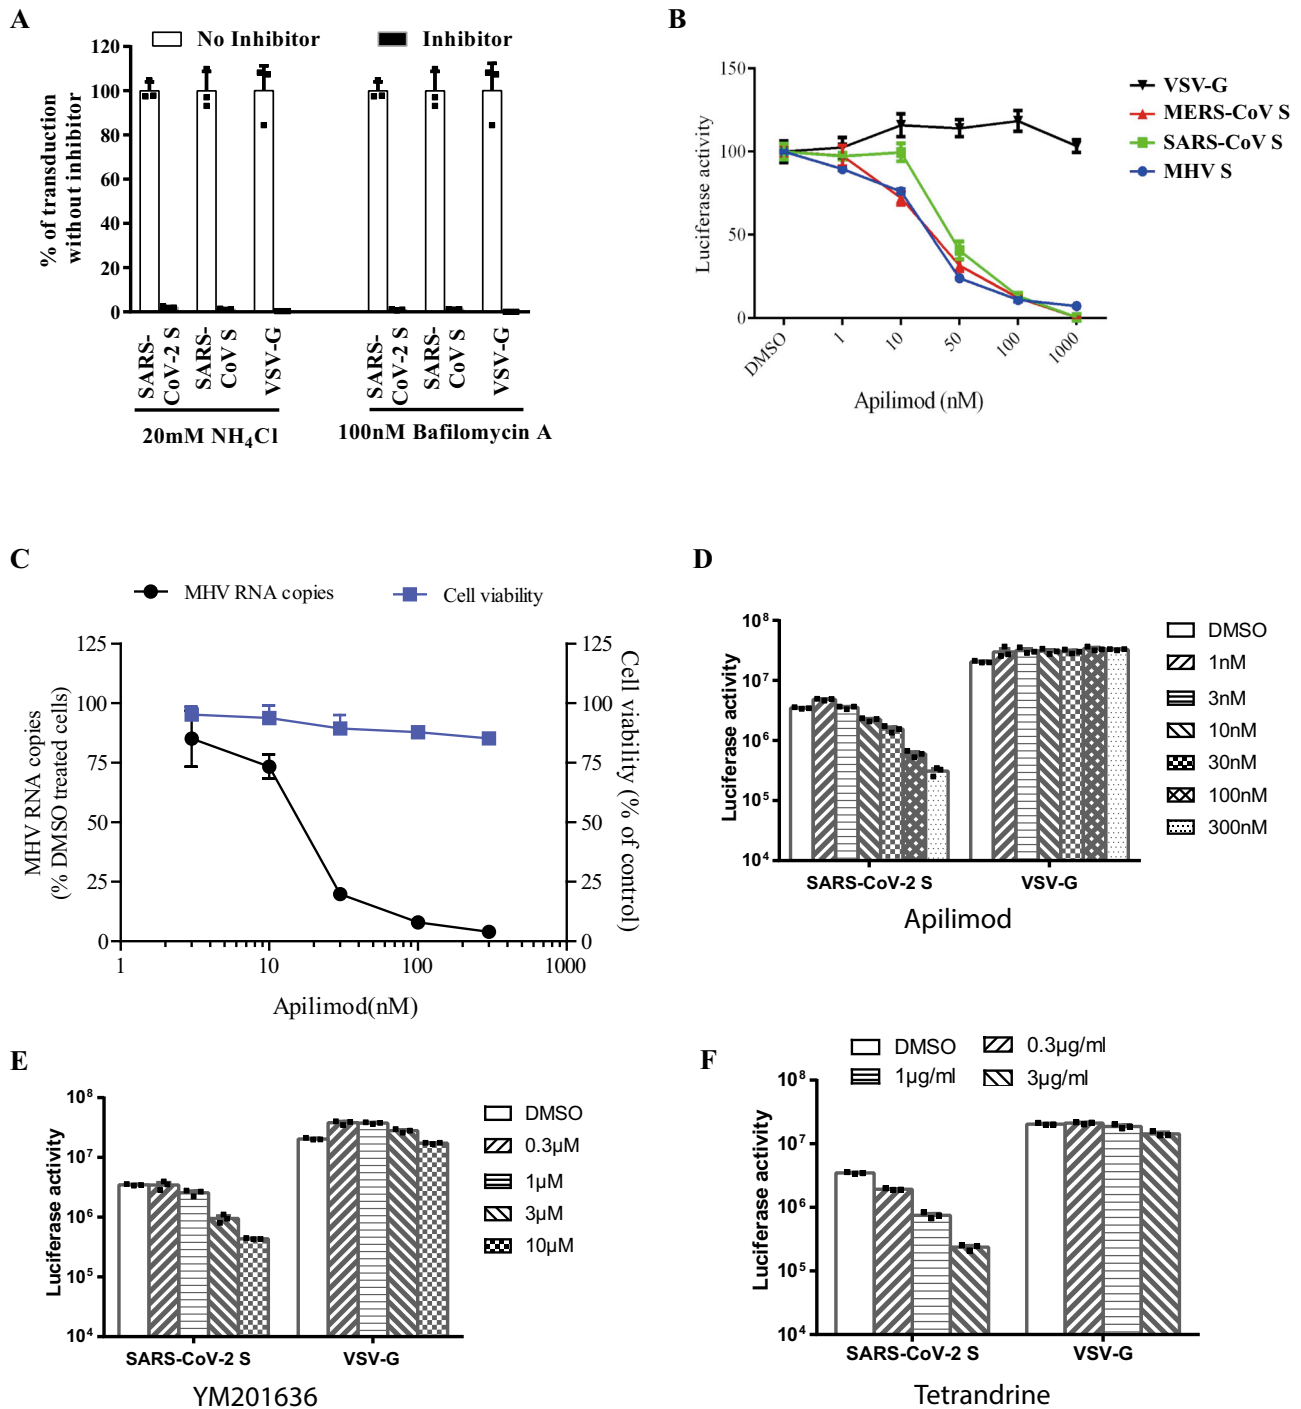 A
No Inhibitor
Inhibitor
% of transduction
without inhibitor
120
100
80
60
40
20
0
SARS-
CoV-2 S
SARS-
CoV S
VSV-G
SARS-
CoV-2 S
SARS-
CoV S
VSV-G
20mM NH₄Cl
100nM Bafilomycin A
B
Luciferase activity
150
100
50
0
DMSO
1
10
50
100
1000
Apilimod (nM)
VSV-G
MERS-CoV S
SARS-CoV S
MHV S
C
MHV RNA copies
Cell viability
MHV RNA copies
(% DMSO treated cells)
125
100
75
50
25
0
125
100
75
50
25
0
Cell viability (% of control)
1
10
100
1000
Apilimod(nM)
D
Luciferase activity
10⁸
10⁷
10⁶
10⁵
10⁴
SARS-CoV-2 S
VSV-G
Apilimod
DMSO
1nM
3nM
10nM
30nM
100nM
300nM
E
Luciferase activity
10⁸
10⁷
10⁶
10⁵
10⁴
SARS-CoV-2 S
VSV-G
YM201636
DMSO
0.3µM
1µM
3µM
10µM
F
DMSO
0.3µg/ml
1µg/ml
3µg/ml
Luciferase activity
10⁸
10⁷
10⁶
10⁵
10⁴
SARS-CoV-2 S
VSV-G
Tetrandrine